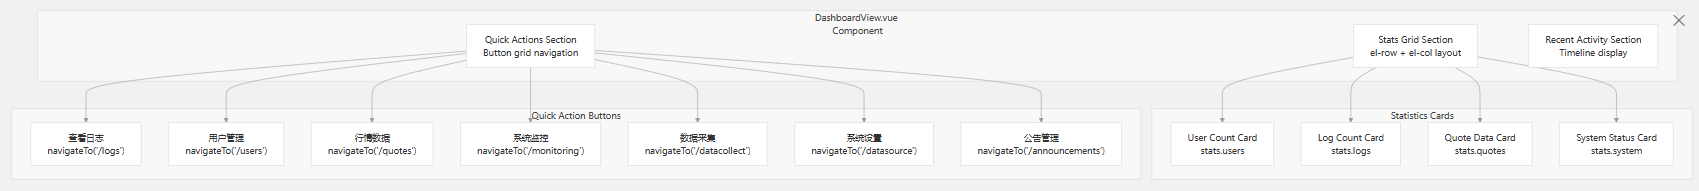 DashboardView.vue
Component
Quick Actions Section
Button grid navigation
Stats Grid Section
el-row + el-col layout
Recent Activity Section
Timeline display
Quick Action Buttons
查看日志
navigateTo('/logs')
用户管理
navigateTo('/users')
行情数据
navigateTo('/quotes')
系统监控
navigateTo('/monitoring')
数据采集
navigateTo('/datacollect')
系统设置
navigateTo('/datasource')
公告管理
navigateTo('/announcements')
Statistics Cards
User Count Card
stats.users
Log Count Card
stats.logs
Quote Data Card
stats.quotes
System Status Card
stats.system